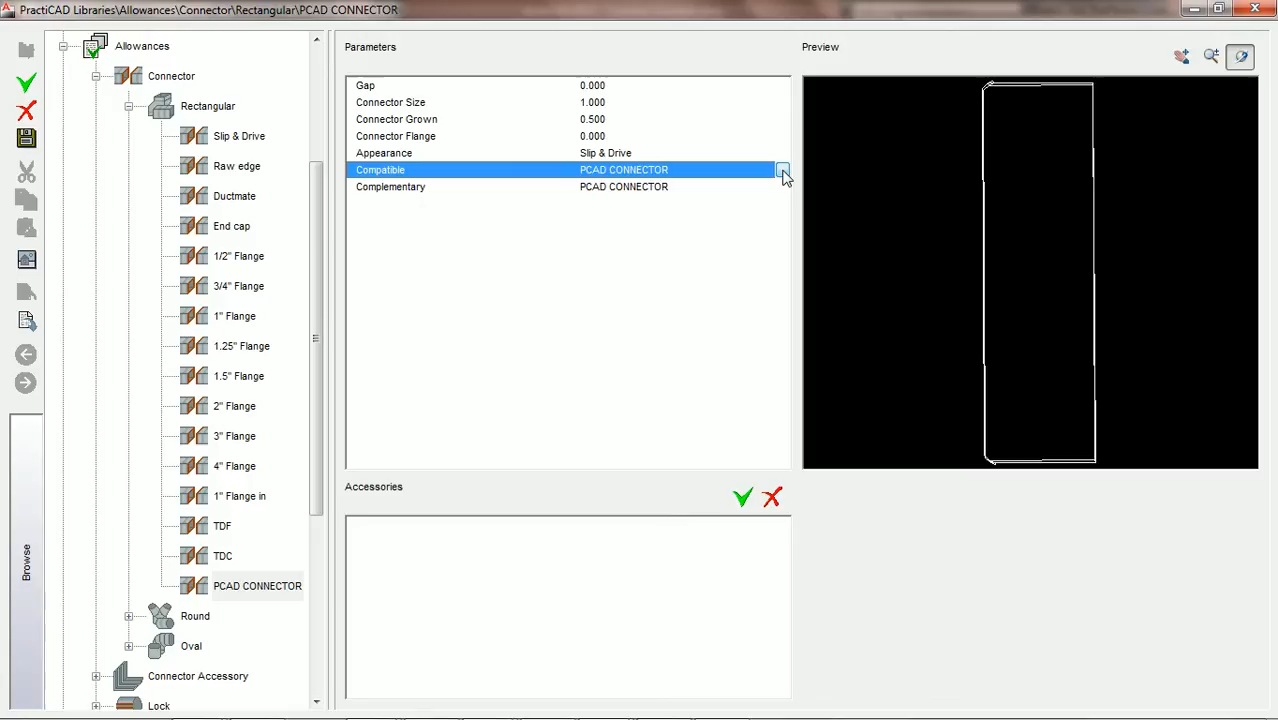 PractiCAD Libraries\Allowances\Connector\Rectangular\PCAD CONNECTOR
Allowances
Connector
Rectangular
Slip & Drive
Raw edge
Ductmate
End cap
1/2" Flange
3/4" Flange
1" Flange
1.25" Flange
1.5" Flange
2" Flange
3" Flange
4" Flange
1" Flange in
TDF
TDC
PCAD CONNECTOR
Round
Oval
Connector Accessory
Lock
Browse
Parameters
Gap 0.000
Connector Size 1.000
Connector Grown 0.500
Connector Flange 0.000
Appearance Slip & Drive
Compatible PCAD CONNECTOR
Complementary PCAD CONNECTOR
Accessories
Preview